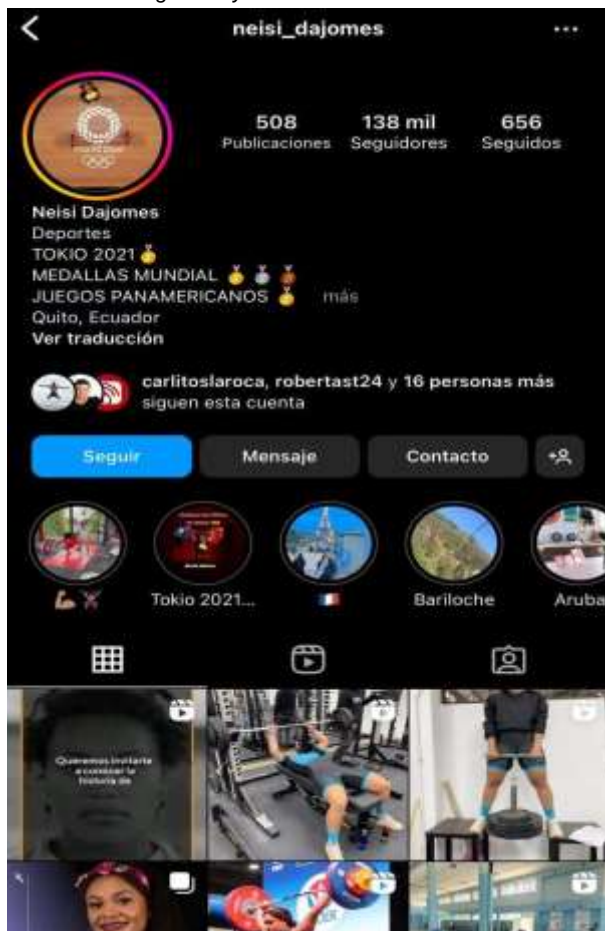 neisi_dajomes
508
Publicaciones
138 mil
Seguidores
656
Seguidos
Neisi Dajomes
Deportes
TOKIO 2021🥇
MEDALLAS MUNDIAL 🥇🥈🥉
JUEGOS PANAMERICANOS 🥇 más
Quito, Ecuador
Ver traducción
carlitoslaroca, robertast24 y 16 personas más
siguen esta cuenta
Seguir
Mensaje
Contacto
Tokio 2021...
Bariloche
Aruba
Queremos invitarte
a conocer la
historia de